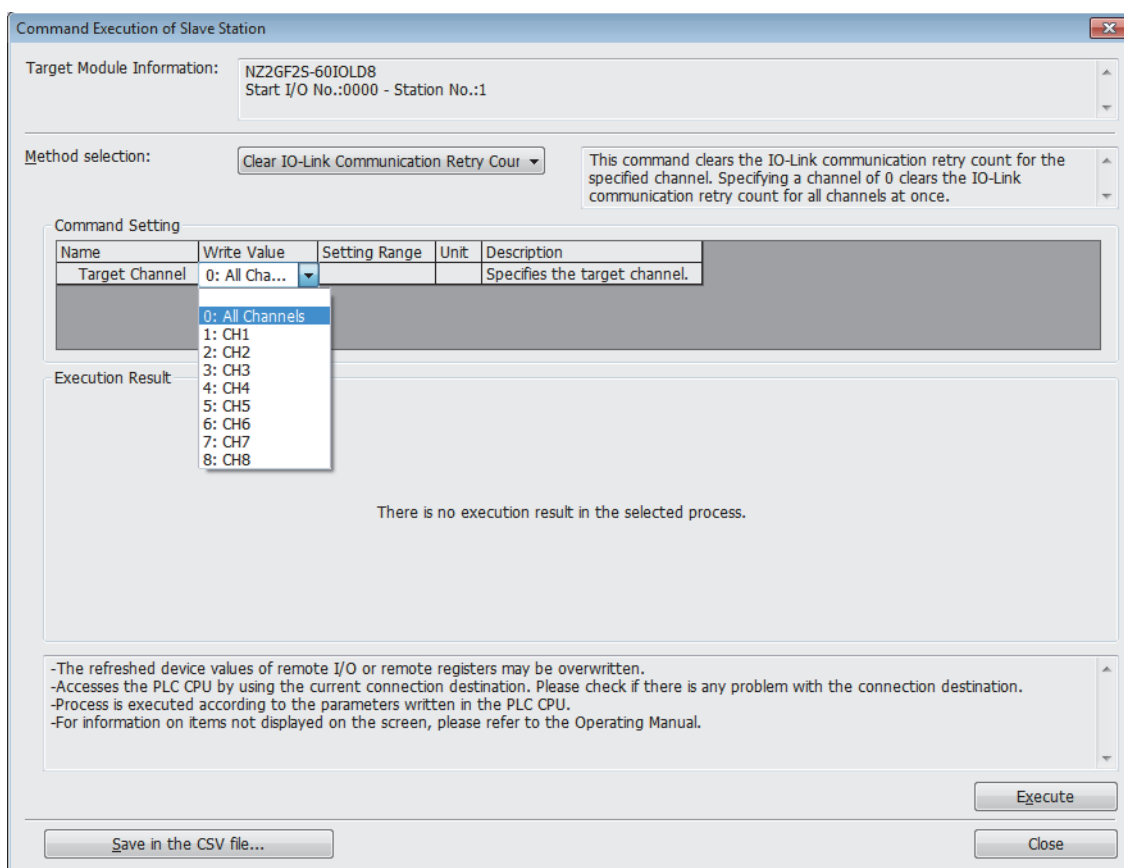 Command Execution of Slave Station
Target Module Information:
NZ2GF2S-60IOLD8
Start I/O No.:0000 - Station No.:1
Method selection:
Clear IO-Link Communication Retry Cour
This command clears the IO-Link communication retry count for the
specified channel. Specifying a channel of 0 clears the IO-Link
communication retry count for all channels at once.
Command Setting
Name Write Value Setting Range Unit Description
Target Channel 0: All Cha... Specifies the target channel.
0: All Channels
1: CH1
2: CH2
3: CH3
4: CH4
5: CH5
6: CH6
7: CH7
8: CH8
Execution Result
There is no execution result in the selected process.
-The refreshed device values of remote I/O or remote registers may be overwritten.
-Accesses the PLC CPU by using the current connection destination. Please check if there is any problem with the connection destination.
-Process is executed according to the parameters written in the PLC CPU.
-For information on items not displayed on the screen, please refer to the Operating Manual.
Execute
Save in the CSV file...
Close